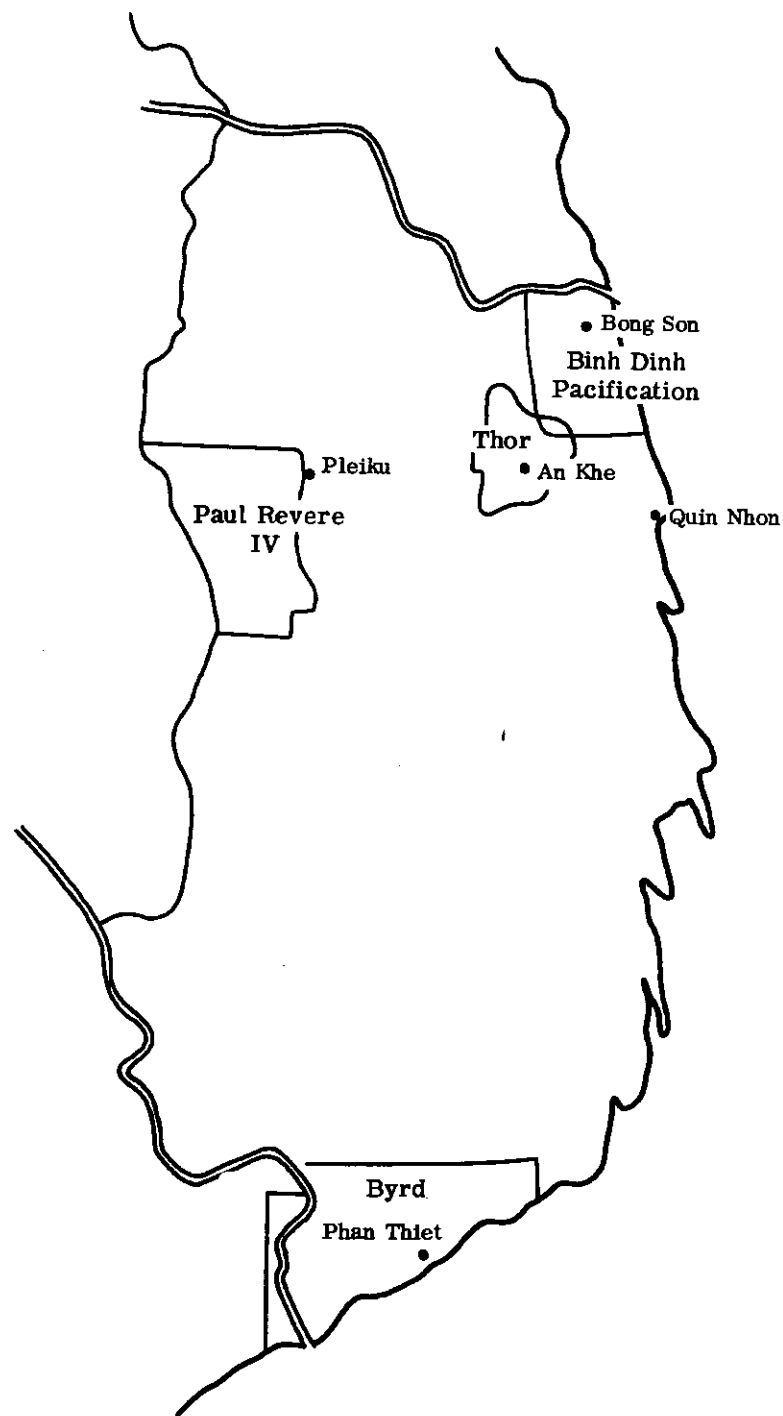 Bong Son
Binh Dinh
Pacification
Thor
An Khe
Pleiku
Quin Nhon
Paul Revere
IV
Byrd
Phan Thiet